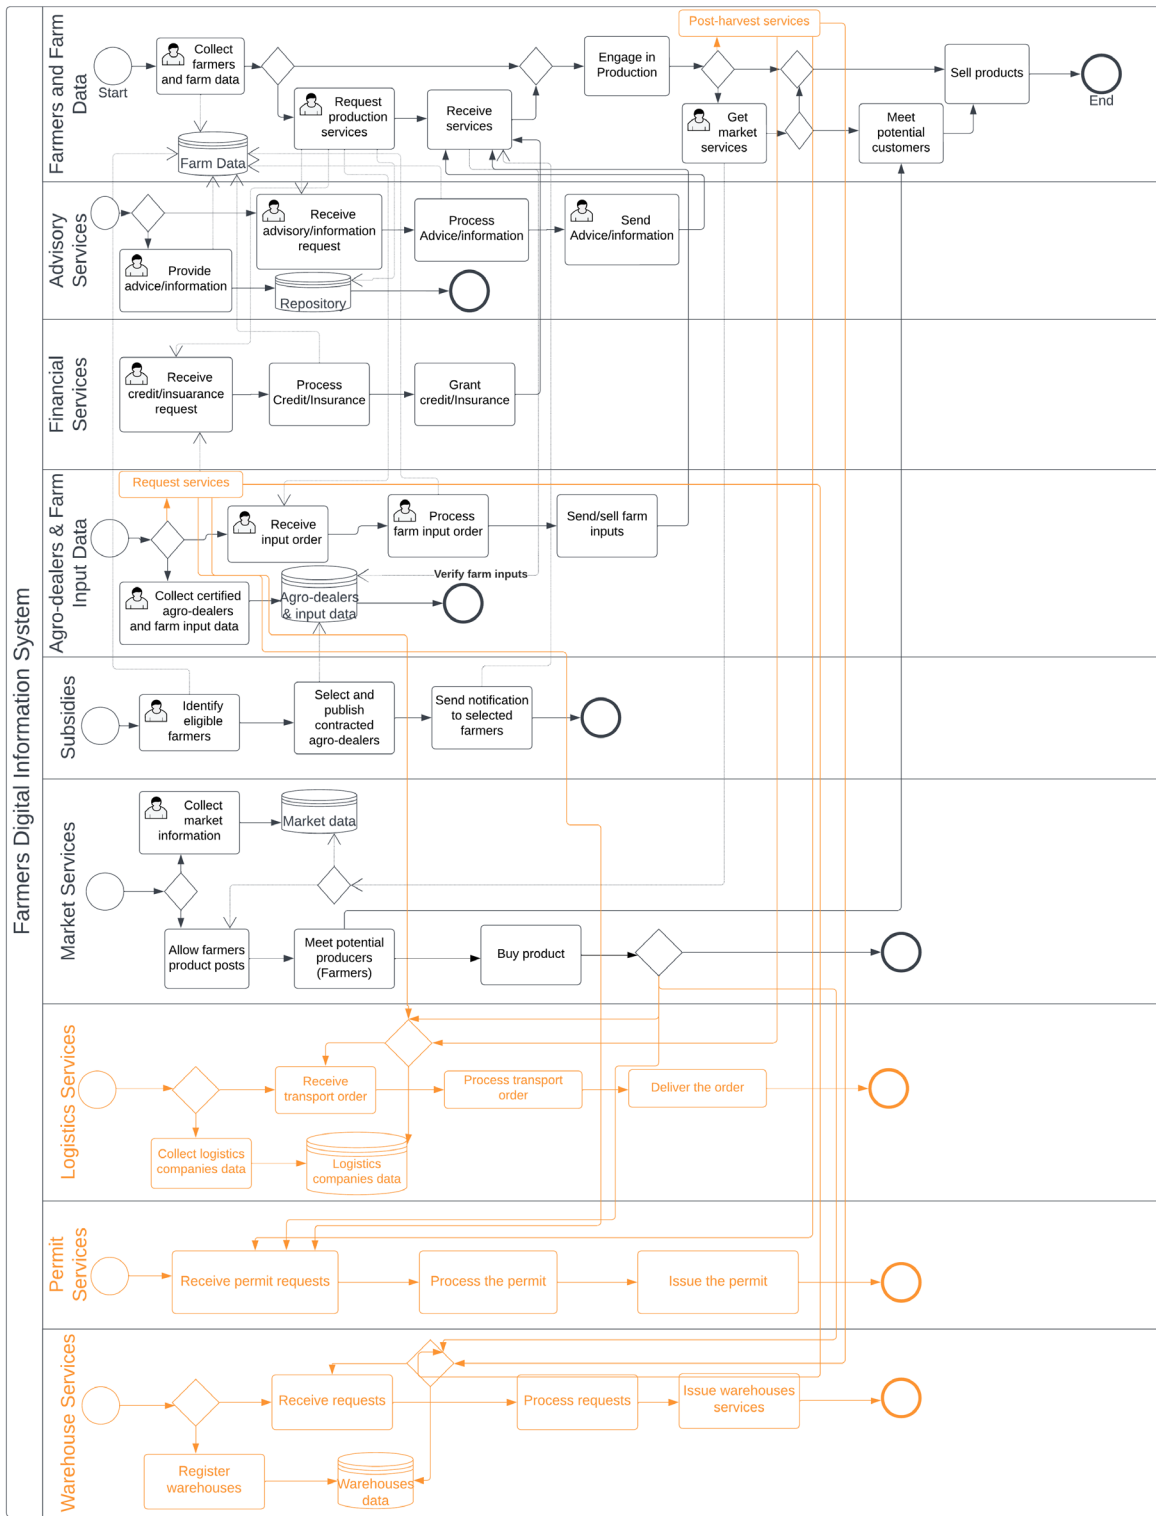 Farmers Digital Information System
Farmers and Farm
Data
Start
Collect
farmers
and farm data
Farm Data
Request
production
services
Receive
services
Engage in
Production
Post-harvest services
Get
market
services
Meet
potential
customers
Sell products
End
Advisory
Services
Provide
advice/information
Receive
advisory/information
request
Repository
Process
Advice/information
Send
Advice/information
Financial
Services
Receive
credit/insuarance
request
Process
Credit/Insurance
Grant
credit/Insurance
Agro-dealers & Farm
Input Data
Request services
Receive
input order
Process
farm input order
Send/sell farm
inputs
Collect certified
agro-dealers
and farm input data
Agro-dealers
& input data
Verify farm inputs
Subsidies
Identify
eligible
farmers
Select and
publish
contracted
agro-dealers
Send notification
to selected
farmers
Market Services
Collect
market
information
Market data
Allow farmers
product posts
Meet potential
producers
(Farmers)
Buy product
Logistics Services
Receive
transport order
Process transport
order
Deliver the order
Collect logistics
companies data
Logistics
companies data
Permit
Services
Receive permit requests
Process the permit
Issue the permit
Warehouse Services
Receive requests
Process requests
Issue warehouses
services
Register
warehouses
Warehouses
data